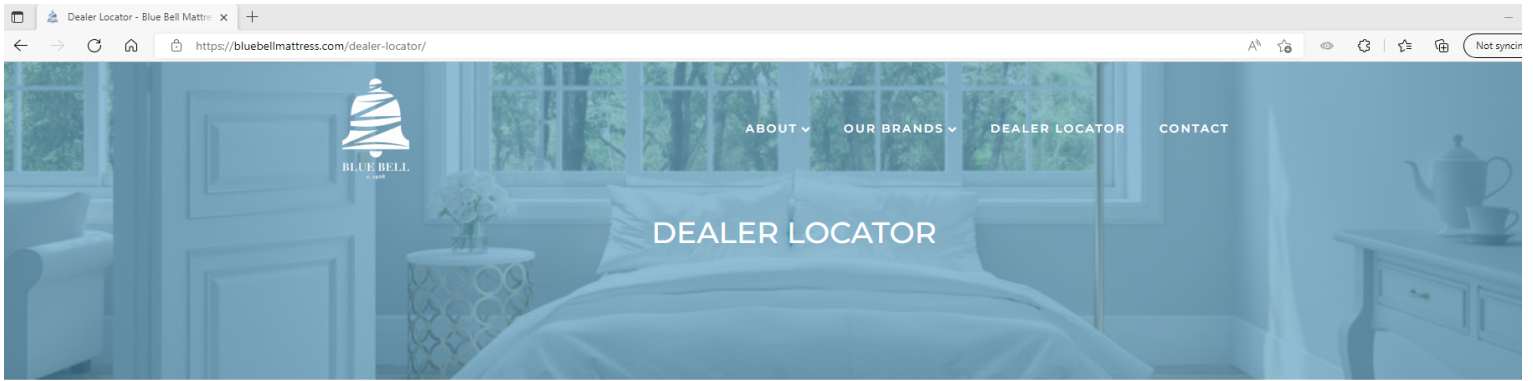 Dealer Locator - Blue Bell Mattre
https://bluebellmattress.com/dealer-locator/
Not syncin
ABOUT OUR BRANDS DEALER LOCATOR CONTACT
BLUE BELL
c. 1928
DEALER LOCATOR